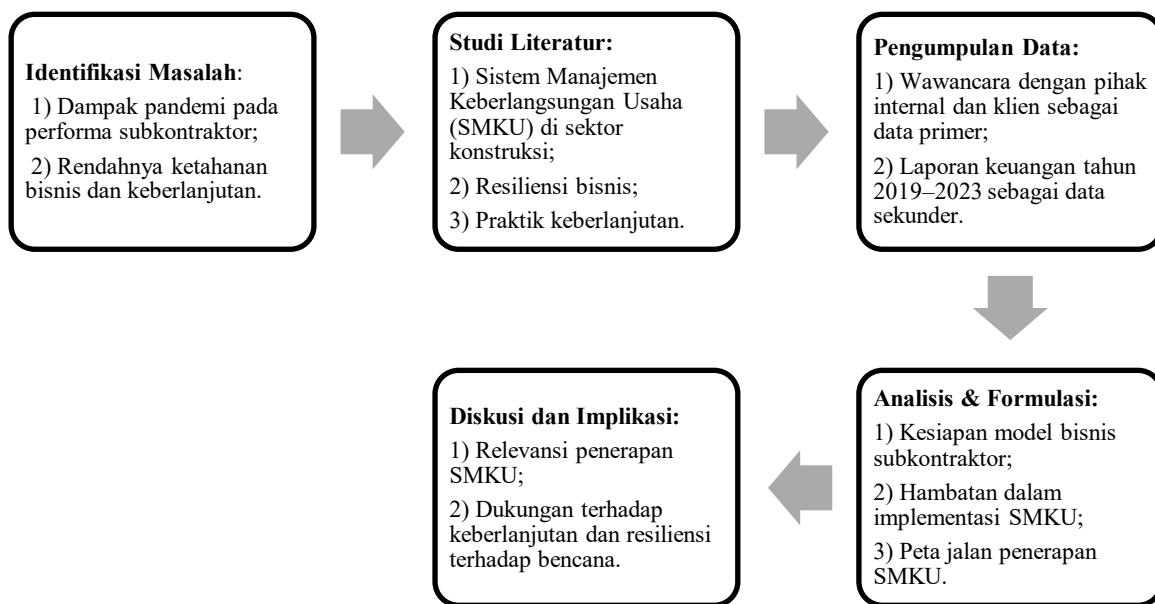 Identifikasi Masalah:
1) Dampak pandemi pada
performa subkontraktor;
2) Rendahnya ketahanan
bisnis dan keberlanjutan.
Studi Literatur:
1) Sistem Manajemen
Keberlangsungan Usaha
(SMKU) di sektor
konstruksi;
2) Resiliensi bisnis;
3) Praktik keberlanjutan.
Pengumpulan Data:
1) Wawancara dengan pihak
internal dan klien sebagai
data primer;
2) Laporan keuangan tahun
2019–2023 sebagai data
sekunder.
Analisis & Formulasi:
1) Kesiapan model bisnis
subkontraktor;
2) Hambatan dalam
implementasi SMKU;
3) Peta jalan penerapan
SMKU.
Diskusi dan Implikasi:
1) Relevansi penerapan
SMKU;
2) Dukungan terhadap
keberlanjutan dan resiliensi
terhadap bencana.